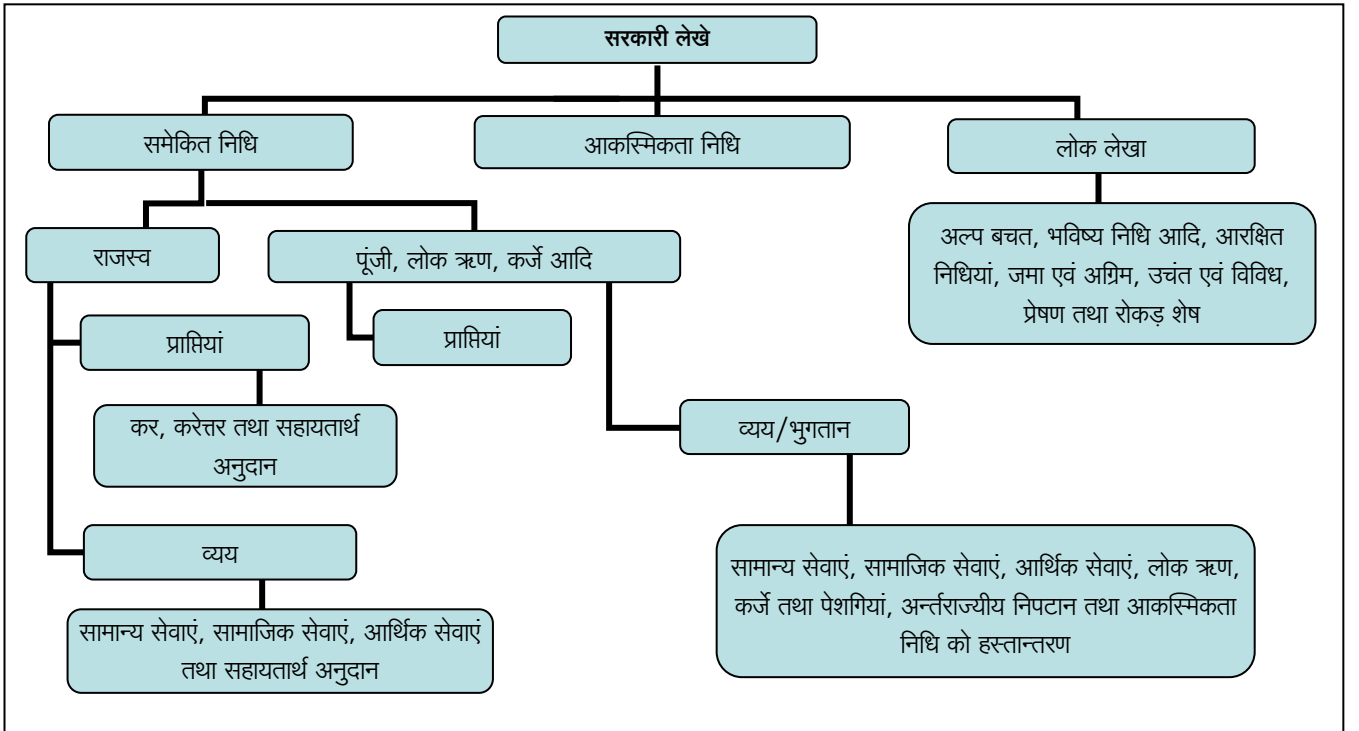 सरकारी लेखे
समेकित निधि
आकस्मिकता निधि
लोक लेखा
राजस्व
पूंजी, लोक ऋण, कर्जे आदि
अल्प बचत, भविष्य निधि आदि, आरक्षित
निधियां, जमा एवं अग्रिम, उचंत एवं विविध,
प्रेषण तथा रोकड़ शेष
प्राप्तियां
प्राप्तियां
कर, करेत्तर तथा सहायतार्थ
अनुदान
व्यय/भुगतान
व्यय
सामान्य सेवाएं, सामाजिक सेवाएं, आर्थिक सेवाएं
तथा सहायतार्थ अनुदान
सामान्य सेवाएं, सामाजिक सेवाएं, आर्थिक सेवाएं, लोक ऋण,
कर्जे तथा पेशगियां, अर्न्तराज्यीय निपटान तथा आकस्मिकता
निधि को हस्तान्तरण